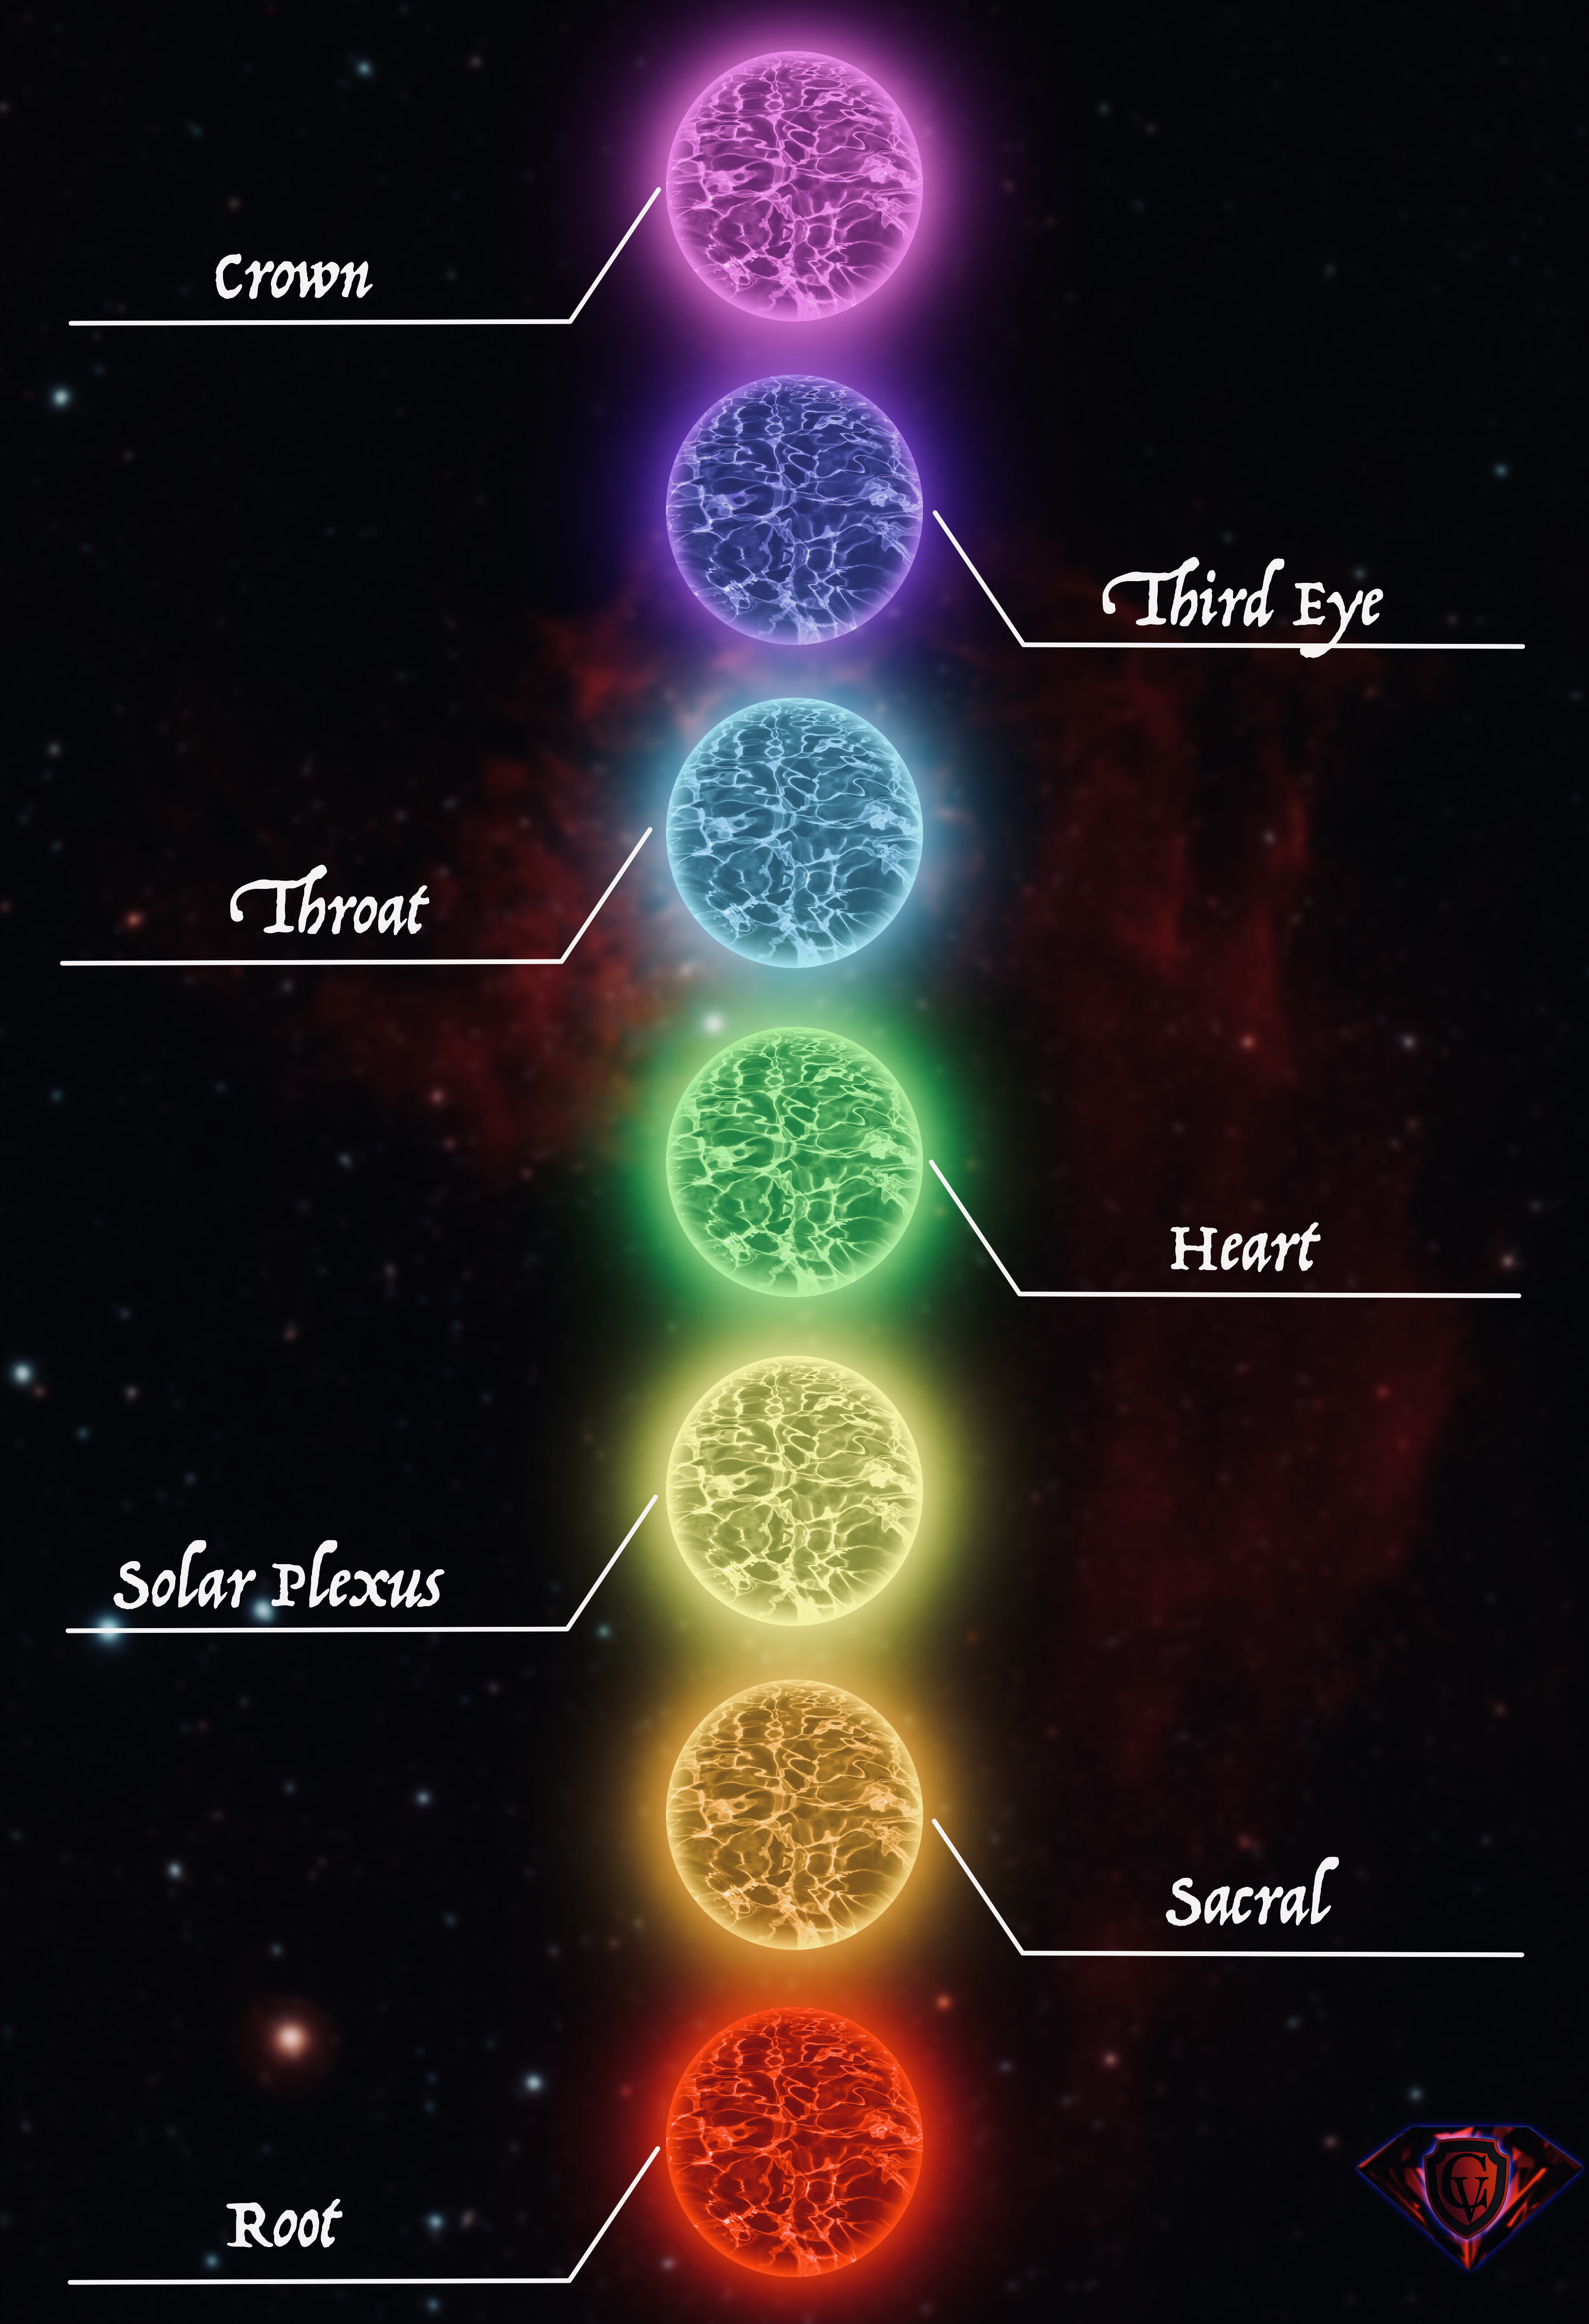 Crown
Third Eye
Throat
Heart
Solar Plexus
Sacral
Root